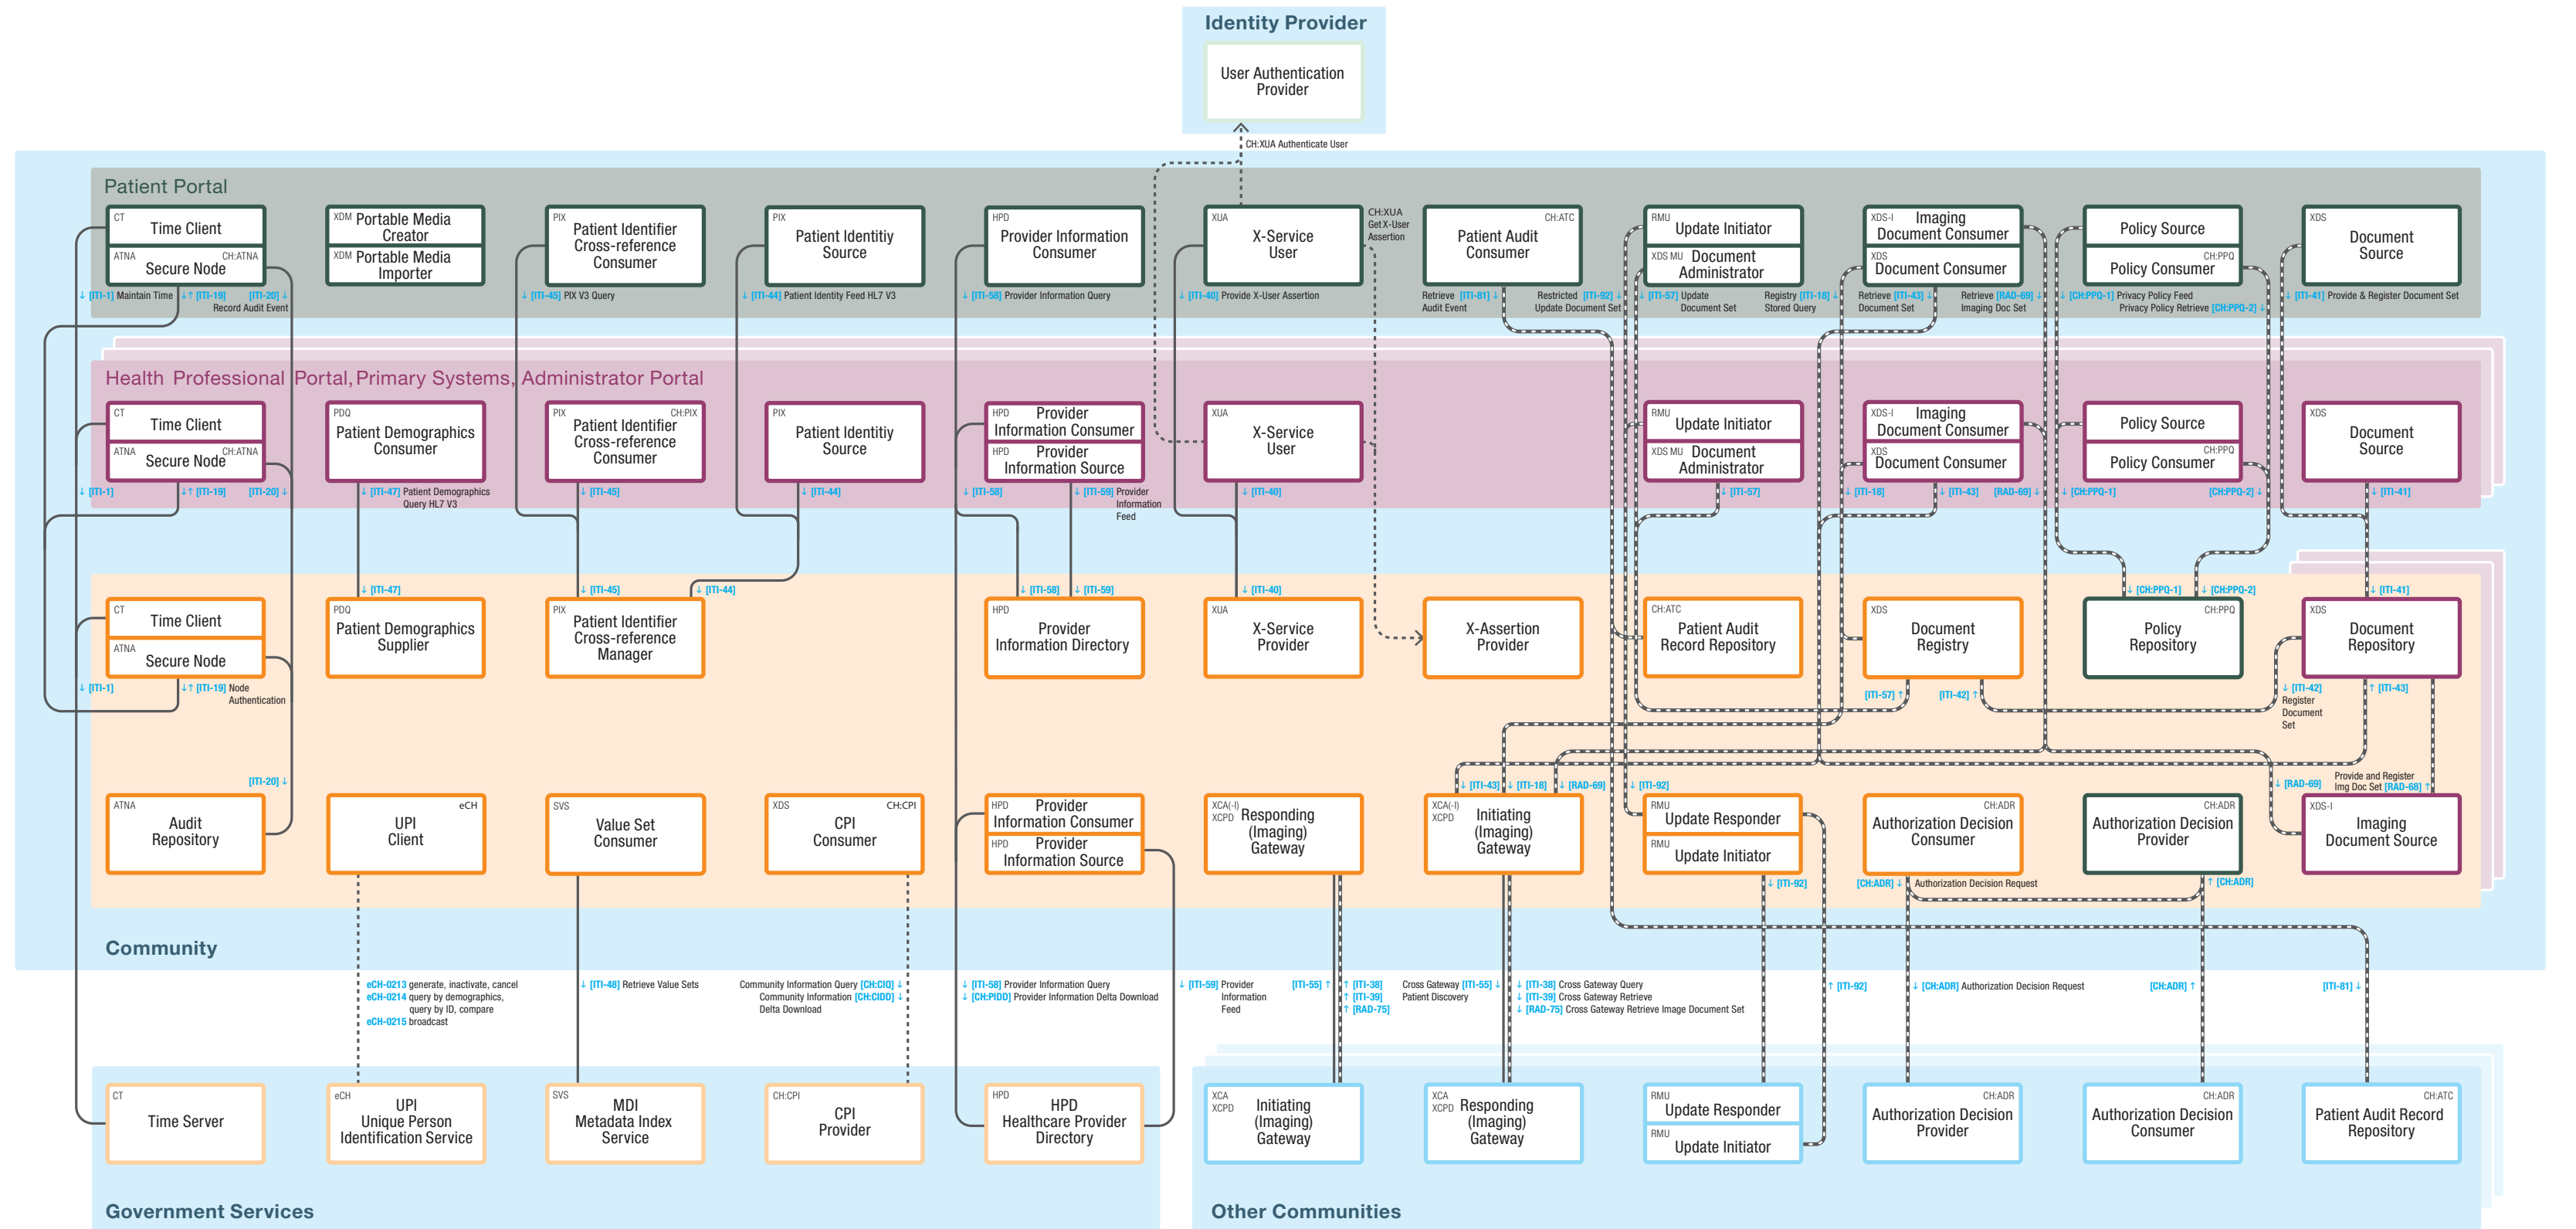 Identity Provider
User Authentication
Provider
CH:XUA Authenticate User
Patient Portal
CT
Time Client
ATNA
CH:ATNA
Secure Node
↓ [ITI-1] Maintain Time
↓↑ [ITI-19]
[ITI-20] ↓
Record Audit Event
XDM Portable Media
Creator
XDM Portable Media
Importer
PIX
Patient Identifier
Cross-reference
Consumer
↓ [ITI-45] PIX V3 Query
PIX
Patient Identitiy
Source
↓ [ITI-44] Patient Identity Feed HL7 V3
HPD
Provider Information
Consumer
↓ [ITI-58] Provider Information Query
XUA
X-Service
User
↓ [ITI-40] Provide X-User Assertion
CH:XUA
Get X-User
Assertion
CH:ATC
Patient Audit
Consumer
Retrieve [ITI-81] ↓
Audit Event
Restricted [ITI-92] ↓
Update Document Set
RMU
Update Initiator
XDS MU Document
Administrator
↓ [ITI-57] Update
Document Set
Registry [ITI-18] ↓
Stored Query
XDS-I Imaging
Document Consumer
XDS
Document Consumer
Retrieve [ITI-43] ↓
Document Set
Retrieve [RAD-69] ↓
Imaging Doc Set
Policy Source
CH:PPQ
Policy Consumer
↓ [CH:PPQ-1] Privacy Policy Feed
Privacy Policy Retrieve [CH:PPQ-2] ↓
XDS
Document
Source
↓ [ITI-41] Provide & Register Document Set
Health Professional Portal, Primary Systems, Administrator Portal
CT
Time Client
ATNA
CH:ATNA
Secure Node
↓ [ITI-1]
↓↑ [ITI-19]
[ITI-20] ↓
PDQ
Patient Demographics
Consumer
↓ [ITI-47] Patient Demographics
Query HL7 V3
PIX
CH:PIX
Patient Identifier
Cross-reference
Consumer
↓ [ITI-45]
PIX
Patient Identitiy
Source
↓ [ITI-44]
HPD Provider
Information Consumer
HPD Provider
Information Source
↓ [ITI-58]
↓ [ITI-59] Provider
Information
Feed
XUA
X-Service
User
↓ [ITI-40]
RMU
Update Initiator
XDS MU Document
Administrator
↓ [ITI-57]
XDS-I Imaging
Document Consumer
XDS
Document Consumer
↓ [ITI-18]
↓ [ITI-43]
[RAD-69] ↓
Policy Source
CH:PPQ
Policy Consumer
↓ [CH:PPQ-1]
[CH:PPQ-2] ↓
XDS
Document
Source
↓ [ITI-41]
↓ [ITI-47]
↓ [ITI-45]
↓ [ITI-44]
↓ [ITI-58]
↓ [ITI-59]
↓ [ITI-40]
↓ [CH:PPQ-1]
↓ [CH:PPQ-2]
↓ [ITI-41]
CT
Time Client
ATNA
Secure Node
↓ [ITI-1]
↓↑ [ITI-19] Node
Authentication
PDQ
Patient Demographics
Supplier
PIX
Patient Identifier
Cross-reference
Manager
HPD
Provider
Information Directory
XUA
X-Service
Provider
X-Assertion
Provider
CH:ATC
Patient Audit
Record Repository
XDS
Document
Registry
[ITI-57] ↑
[ITI-42] ↑
CH:PPQ
Policy
Repository
XDS
Document
Repository
↓ [ITI-42]
Register
Document
Set
↑ [ITI-43]
[ITI-20] ↓
↓ [ITI-43]
↓ [ITI-18]
↓ [RAD-69]
↓ [ITI-92]
↓ [RAD-69]
Provide and Register
Img Doc Set [RAD-68] ↑
ATNA
Audit
Repository
eCH
UPI
Client
SVS
Value Set
Consumer
XDS
CH:CPI
CPI
Consumer
HPD Provider
Information Consumer
HPD Provider
Information Source
XCA(-I)
XCPD
Responding
(Imaging)
Gateway
XCA(-I)
XCPD
Initiating
(Imaging)
Gateway
RMU
Update Responder
RMU
Update Initiator
↓ [ITI-92]
CH:ADR
Authorization Decision
Consumer
[CH:ADR] ↓ Authorization Decision Request
CH:ADR
Authorization Decision
Provider
↑ [CH:ADR]
XDS-I
Imaging
Document Source
Community
eCH-0213 generate, inactivate, cancel
eCH-0214 query by demographics,
query by ID, compare
eCH-0215 broadcast
↓ [ITI-48] Retrieve Value Sets
Community Information Query [CH:CIQ] ↓
Community Information [CH:CIDD] ↓
Delta Download
↓ [ITI-58] Provider Information Query
↓ [CH:PIDD] Provider Information Delta Download
↓ [ITI-59] Provider
Information
Feed
[ITI-55] ↑
↑ [ITI-38]
↑ [ITI-39]
↑ [RAD-75]
Cross Gateway [ITI-55] ↓
Patient Discovery
↓ [ITI-38] Cross Gateway Query
↓ [ITI-39] Cross Gateway Retrieve
↓ [RAD-75] Cross Gateway Retrieve Image Document Set
↑ [ITI-92]
↓ [CH:ADR] Authorization Decision Request
[CH:ADR] ↑
[ITI-81] ↓
CT
Time Server
eCH
UPI
Unique Person
Identification Service
SVS
MDI
Metadata Index
Service
CH:CPI
CPI
Provider
HPD
HPD
Healthcare Provider
Directory
XCA
XCPD
Initiating
(Imaging)
Gateway
XCA
XCPD
Responding
(Imaging)
Gateway
RMU
Update Responder
RMU
Update Initiator
CH:ADR
Authorization Decision
Provider
CH:ADR
Authorization Decision
Consumer
CH:ATC
Patient Audit Record
Repository
Government Services
Other Communities